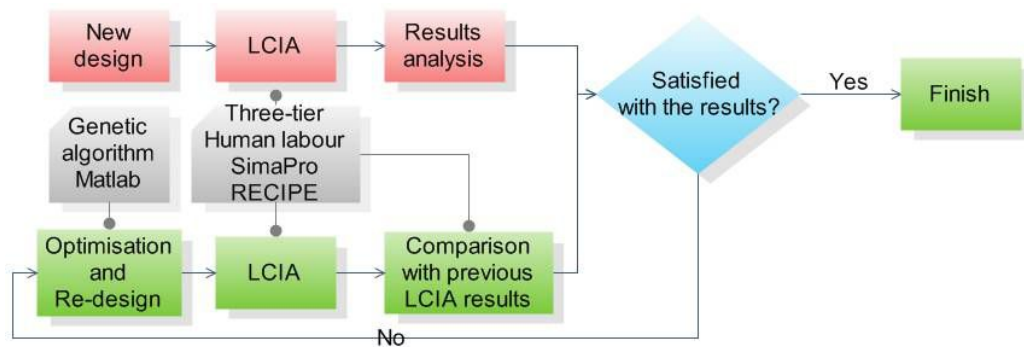 New
design
LCIA
Results
analysis
Satisfied
with the results?
Yes
Finish
Genetic
algorithm
Matlab
Three-tier
Human labour
SimaPro
RECIPE
Optimisation
and
Re-design
LCIA
Comparison
with previous
LCIA results
No